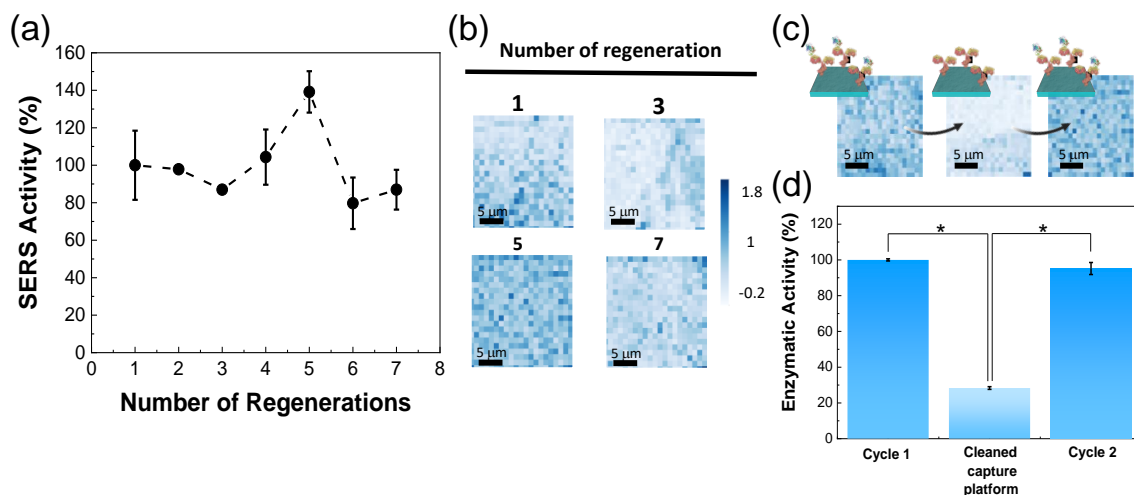 (a)
160
140
120
100
80
60
40
20
0
SERS Activity (%)
0 1 2 3 4 5 6 7 8
Number of Regenerations
(b)
Number of regeneration
1 3
5 µm 5 µm
5 7
5 µm 5 µm
1.8
1
-0.2
(c)
5 µm 5 µm 5 µm
(d)
120
100
80
60
40
20
0
Enzymatic Activity (%)
* *
Cycle 1
Cleaned
capture
platform
Cycle 2